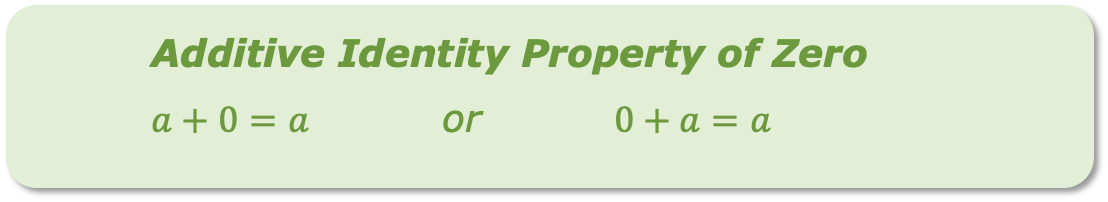 Additive Identity Property of Zero
a + 0 = a or 0 + a = a